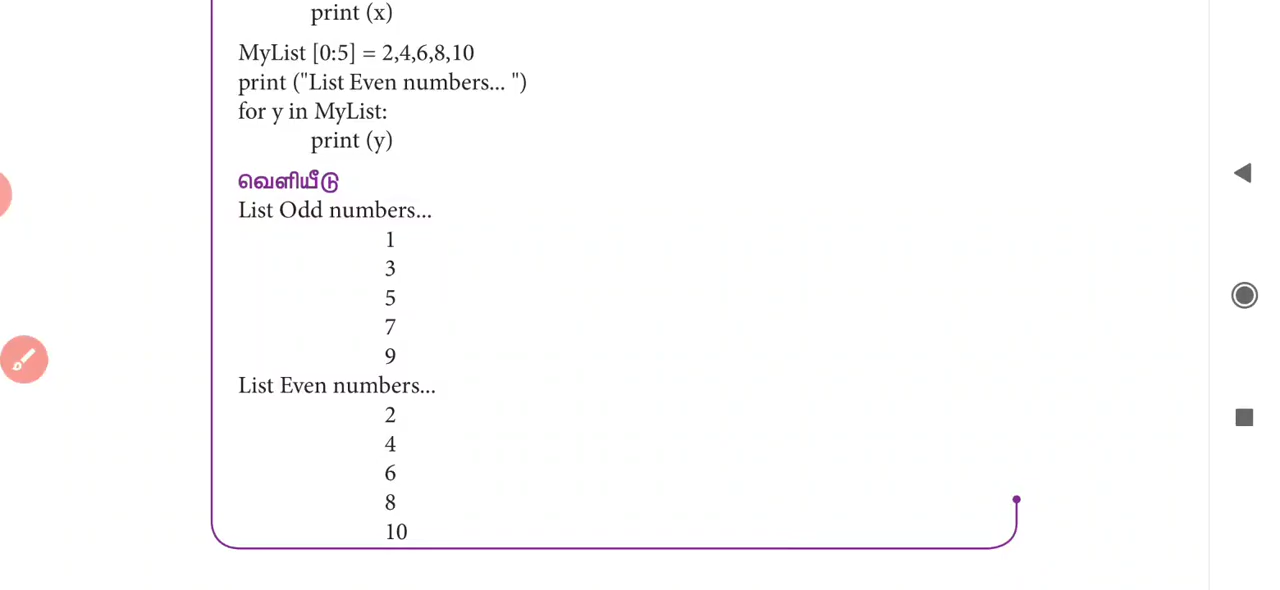 print (x)
MyList [0:5] = 2,4,6,8,10
print ("List Even numbers... ")
for y in MyList:
print (y)
வெளியீடு
List Odd numbers...
1
3
5
7
9
List Even numbers...
2
4
6
8
10